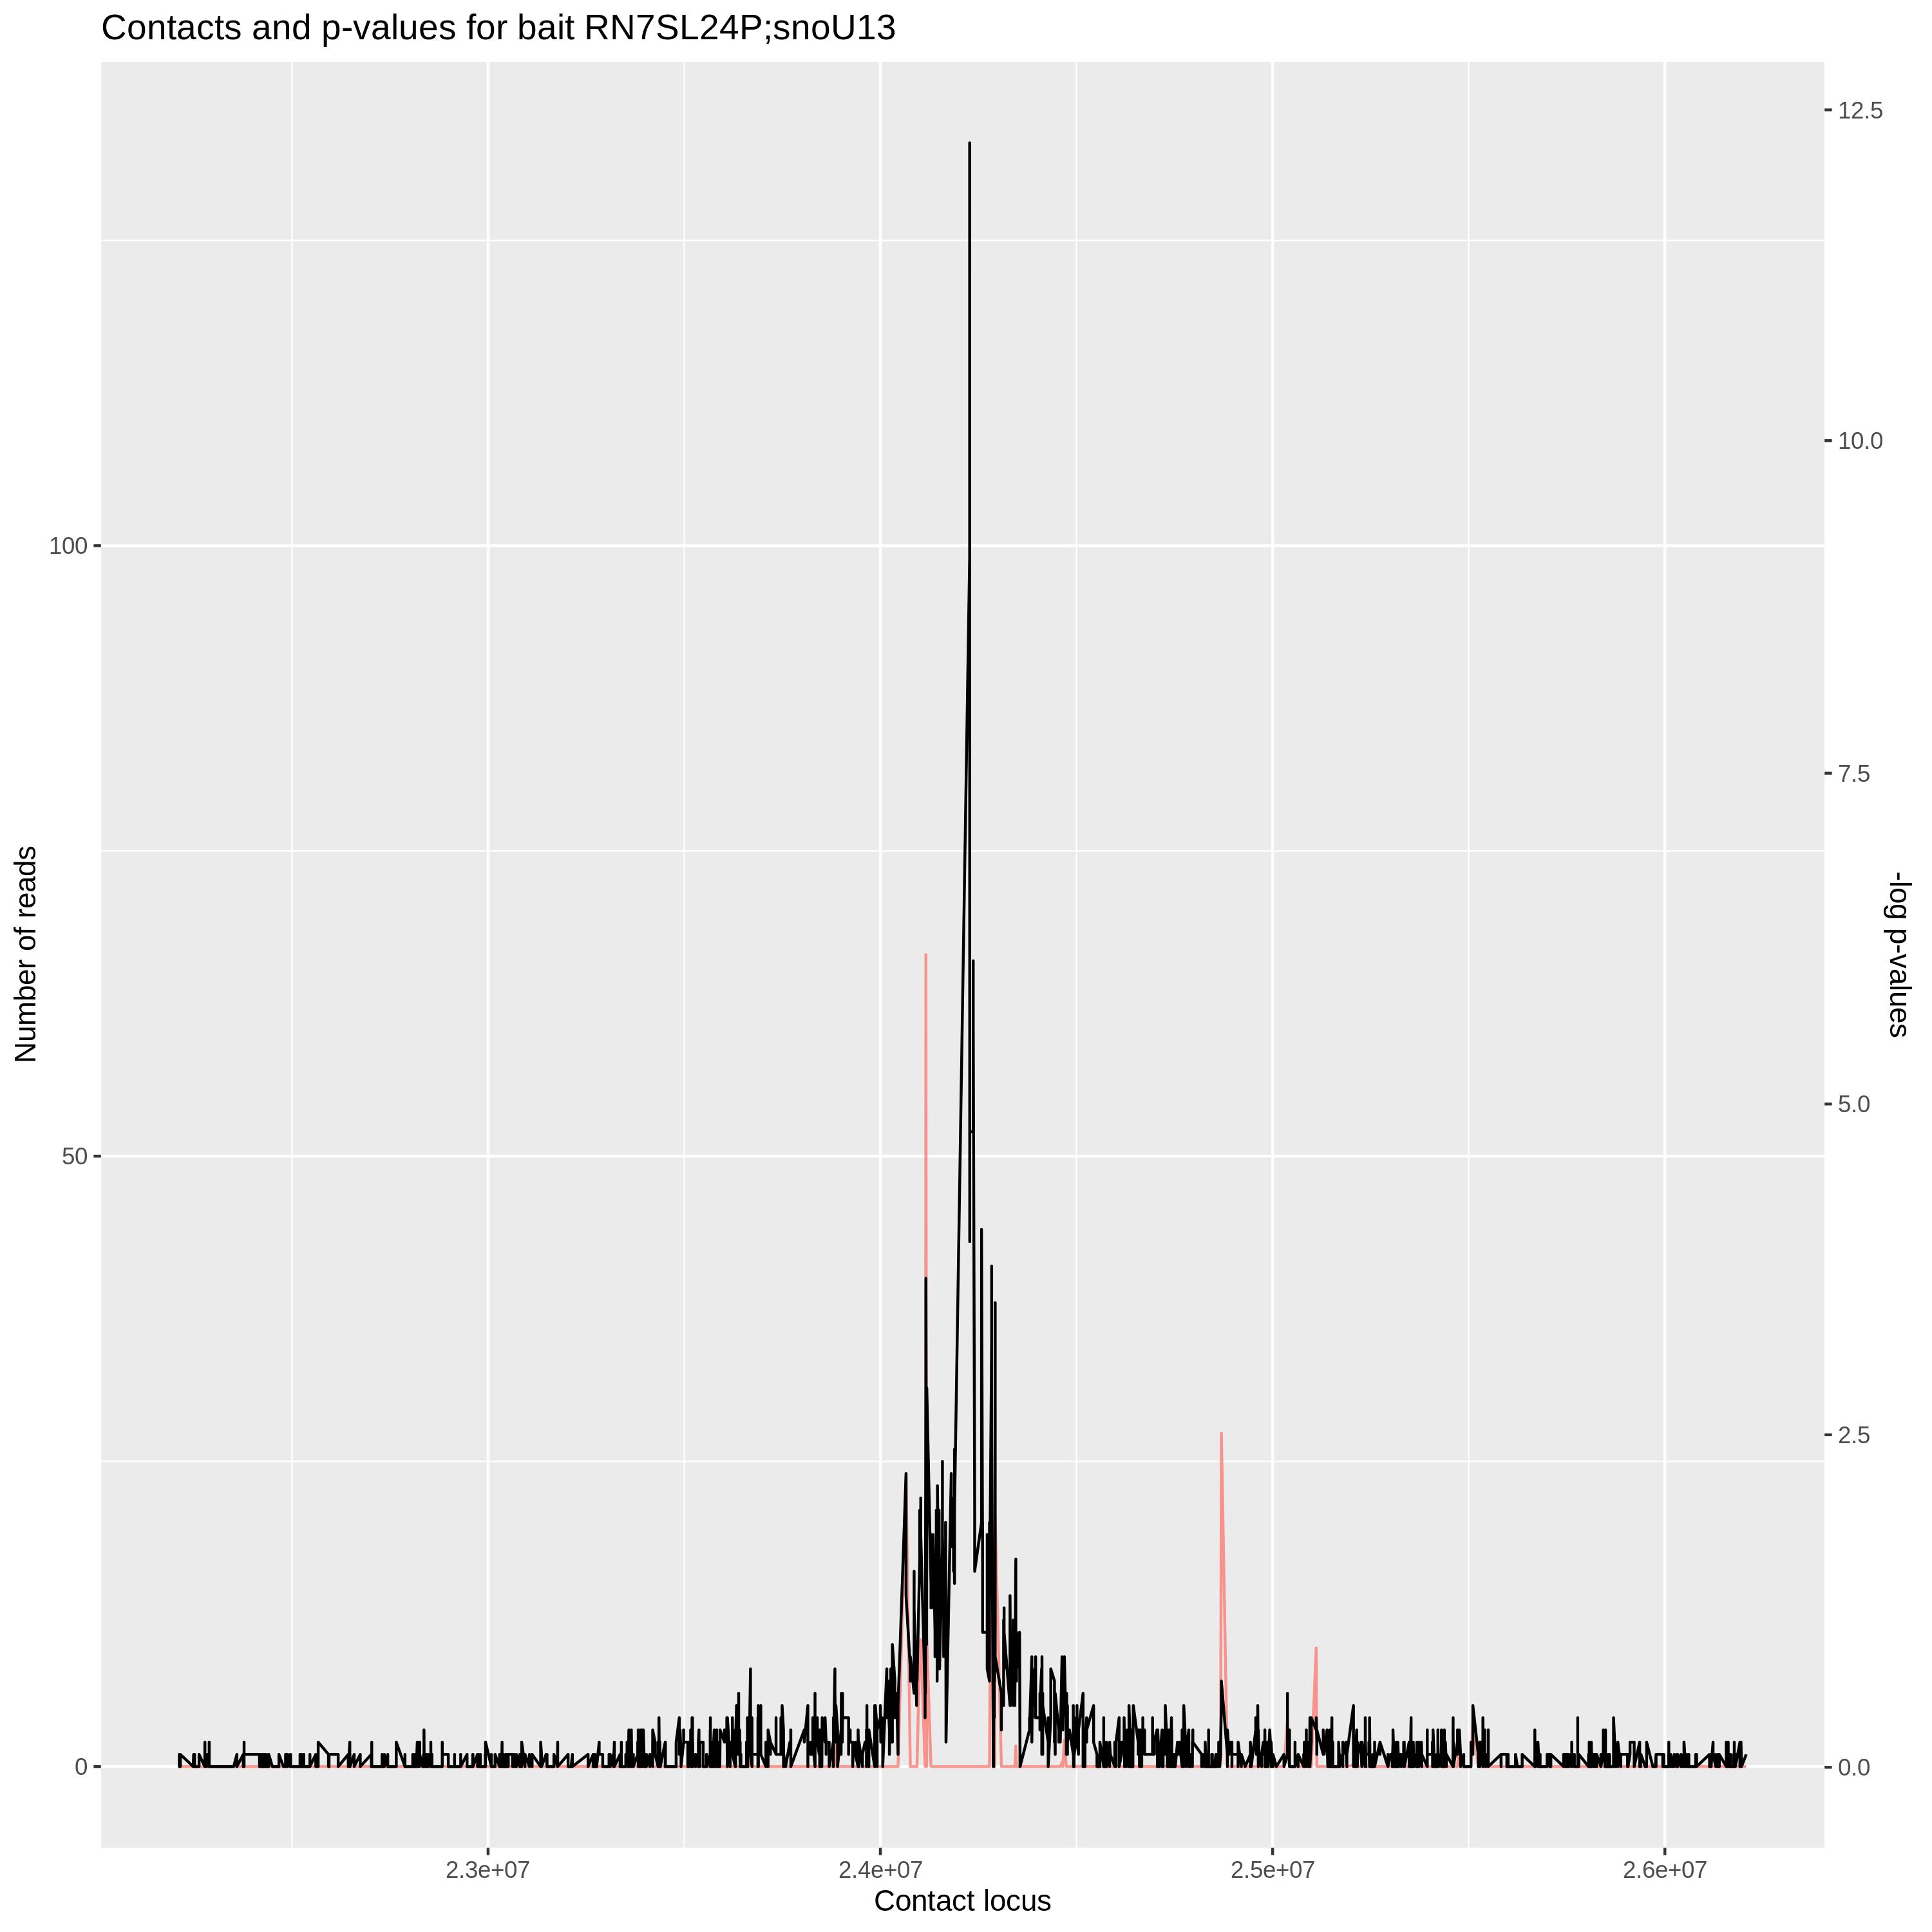 Contacts and p-values for bait RN7SL24P;snoU13
12.5
10.0
100
7.5
Number of reads
-log p-values
5.0
50
2.5
0
0.0
2.3e+07
2.4e+07
2.5e+07
2.6e+07
Contact locus